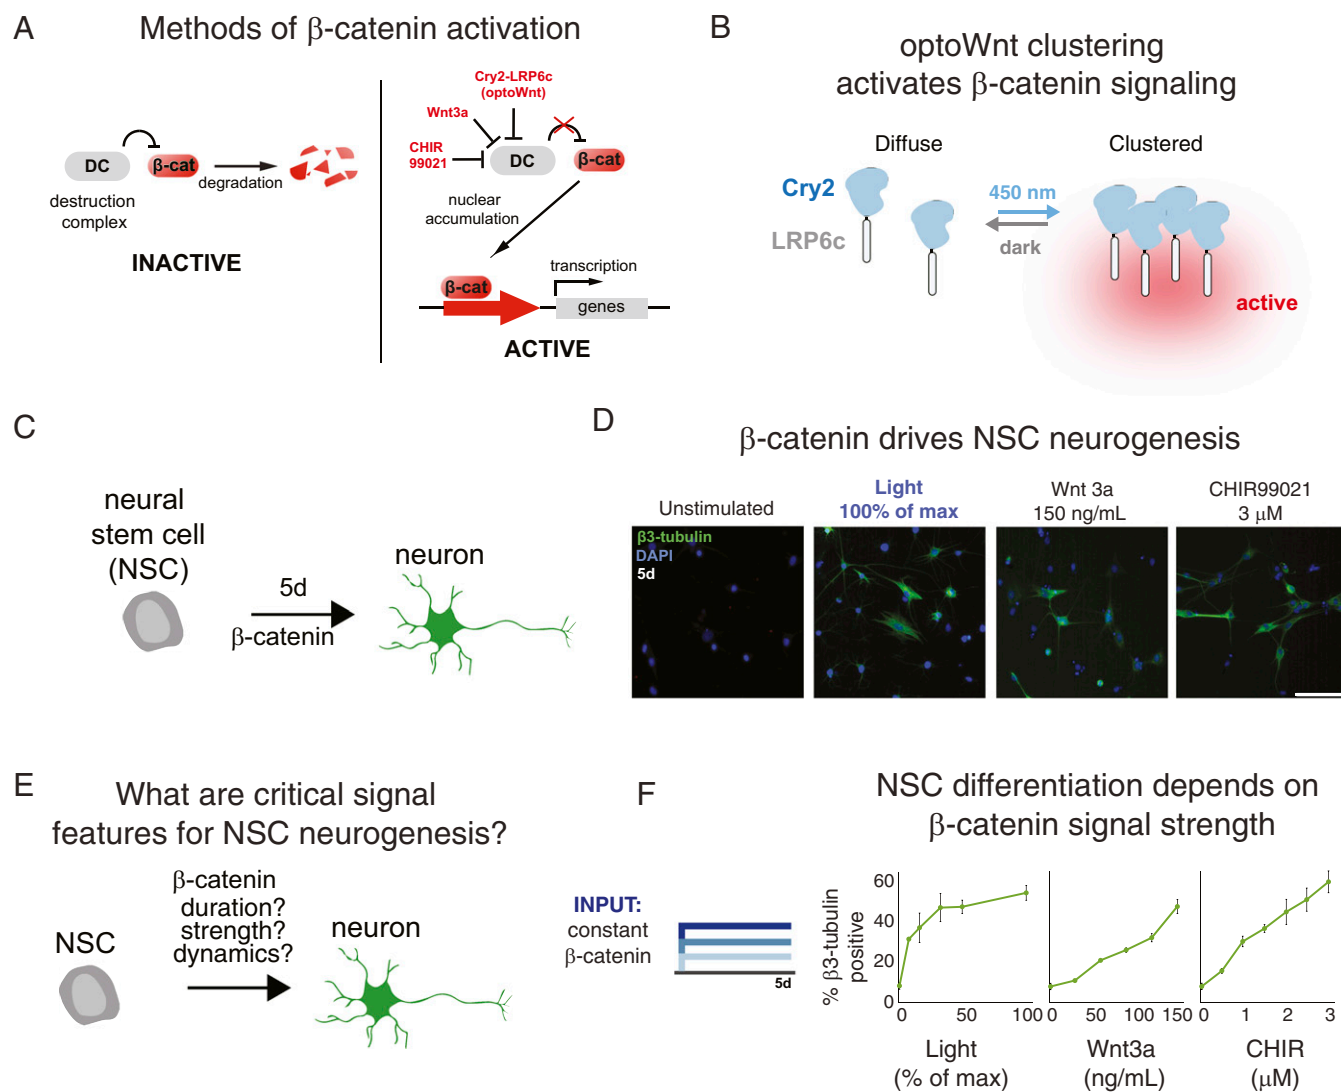 A
Methods of β-catenin activation
DC
β-cat
degradation
destruction
complex
INACTIVE
Cry2-LRP6c
(optoWnt)
Wnt3a
CHIR
99021
DC
β-cat
nuclear
accumulation
β-cat
transcription
genes
ACTIVE
B
optoWnt clustering
activates β-catenin signaling
Diffuse
Clustered
Cry2
LRP6c
450 nm
dark
active
C
neural
stem cell
(NSC)
5d
β-catenin
neuron
D
β-catenin drives NSC neurogenesis
Unstimulated
Light
100% of max
Wnt 3a
150 ng/mL
CHIR99021
3 μM
β3-tubulin
DAPI
5d
E
What are critical signal
features for NSC neurogenesis?
NSC
β-catenin
duration?
strength?
dynamics?
neuron
F
NSC differentiation depends on
β-catenin signal strength
INPUT:
constant
β-catenin
5d
% β3-tubulin
positive
60
40
20
0
0 50 100
Light
(% of max)
0 50 100 150
Wnt3a
(ng/mL)
0 1 2 3
CHIR
(μM)